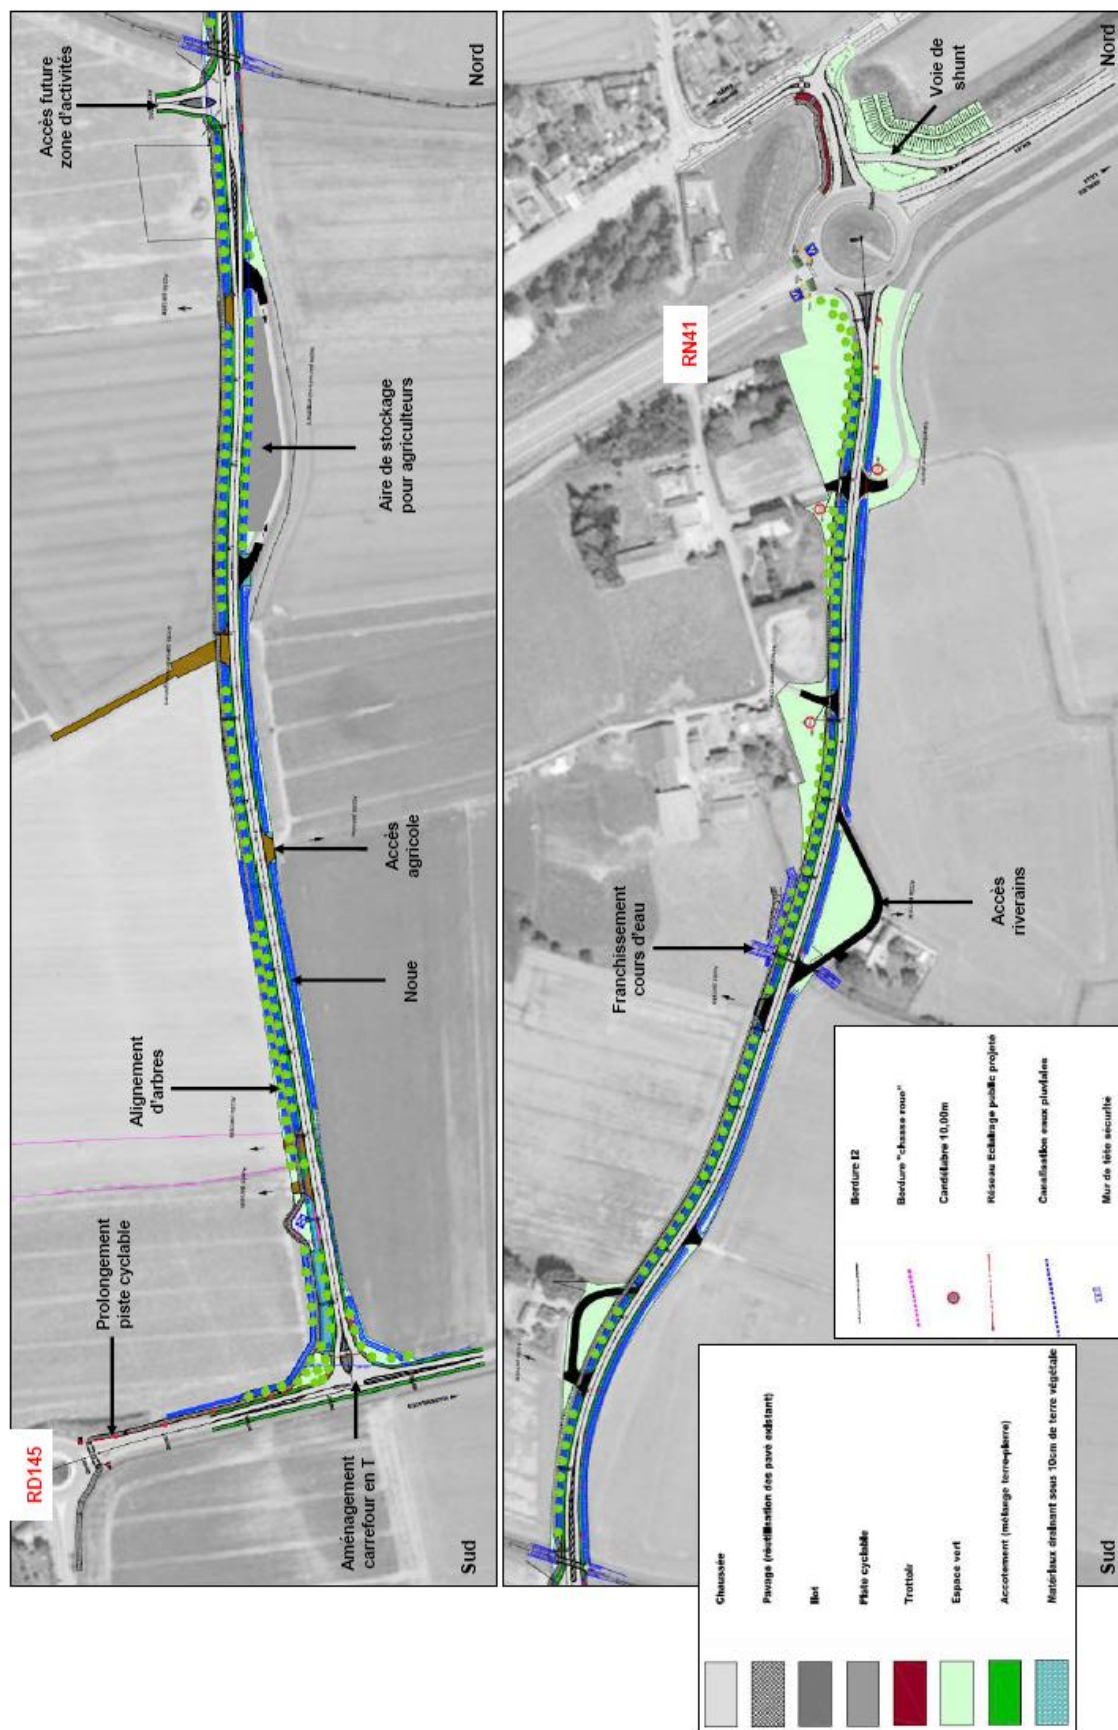 RD145
Prolongement
piste cyclable
Alignement
d'arbres
Accès future
zone d'activités
Nord
Aire de stockage
pour agriculteurs
Accès
agricole
Noue
Aménagement
carrefour en T
Sud
RN41
Voie de
shunt
Nord
Franchissement
cours d'eau
Accès
riverains
Sud
Chaussée
Pavage (réutilisation des pavé existant)
Ilot
Piste cyclable
Trottoir
Espace vert
Accotement (mélange terre-pierre)
Matériaux drainant sous 10cm de terre végétale
Bordure I2
Bordure "chasse roue"
Candélabre 10,00m
Réseau Eclairage public projeté
Canalisation eaux pluviales
Mur de tête sécurité